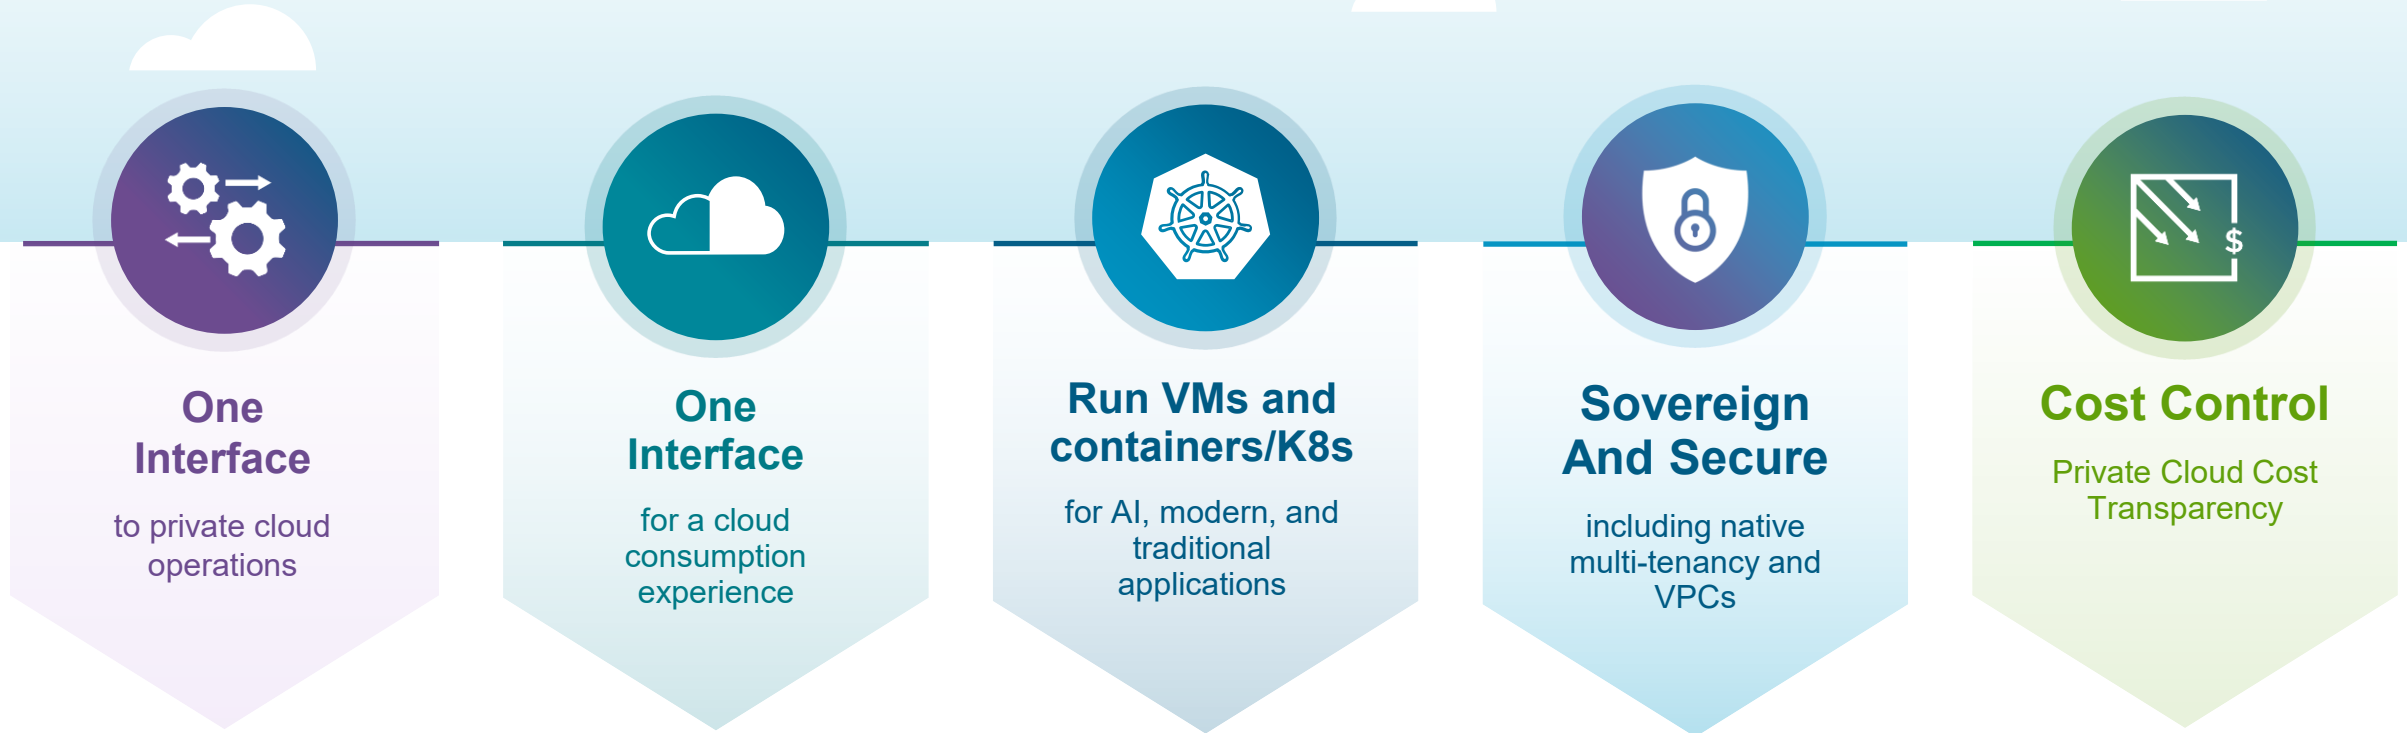 One
Interface
to private cloud
operations
One
Interface
for a cloud
consumption
experience
Run VMs and
containers/K8s
for AI, modern, and
traditional
applications
Sovereign
And Secure
including native
multi-tenancy and
VPCs
$
Cost Control
Private Cloud Cost
Transparency